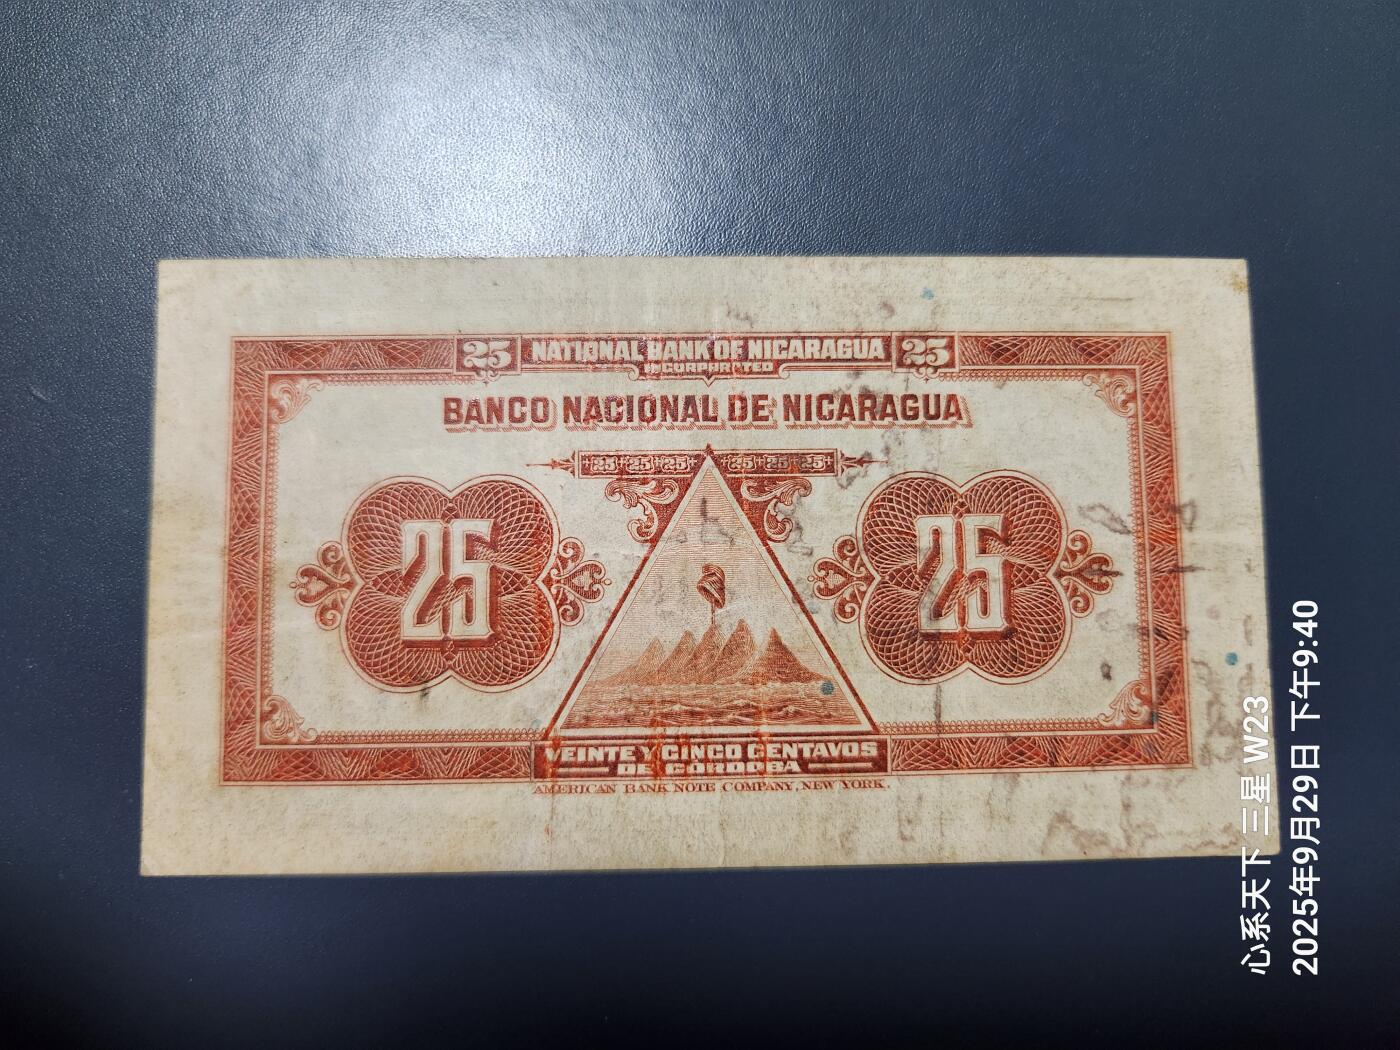 25 NATIONAL BANK OF NICARAGUA 25
INCORPORATED
BANCO NACIONAL DE NICARAGUA
25 25 25 25 25 25
25 25
VEINTE Y CINCO CENTAVOS
DE CÓRDOBA
AMERICAN BANK NOTE COMPANY, NEW YORK.
心系天下 三星 W23
2025年9月29日 下午9:40